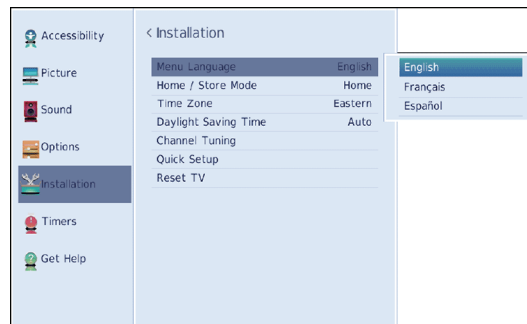 Accessibility
Picture
Sound
Options
Installation
Timers
Get Help
< Installation
Menu Language English
Home / Store Mode Home
Time Zone Eastern
Daylight Saving Time Auto
Channel Tuning
Quick Setup
Reset TV
English
Français
Español